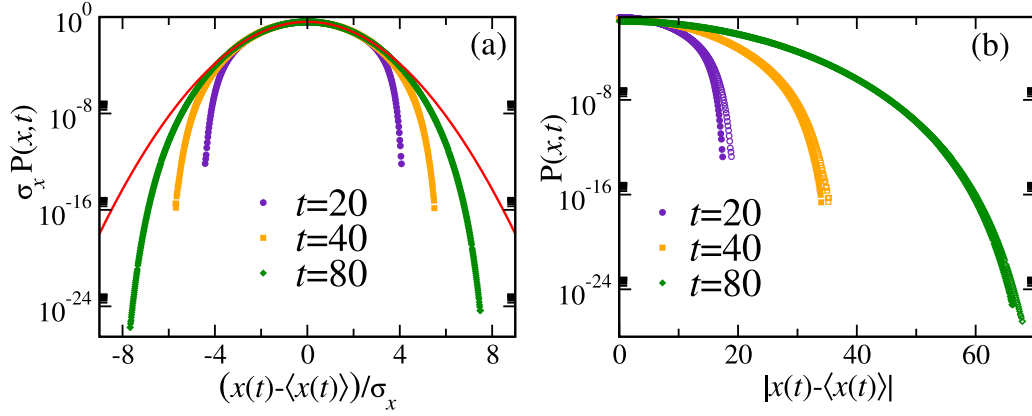 10^0
10^-8
10^-16
10^-24
σ_x P(x,t)
(a)
t=20
t=40
t=80
-8 -4 0 4 8
(x(t)-⟨x(t)⟩)/σ_x
10^-8
10^-16
10^-24
P(x,t)
(b)
t=20
t=40
t=80
0 20 40 60
|x(t)-⟨x(t)⟩|